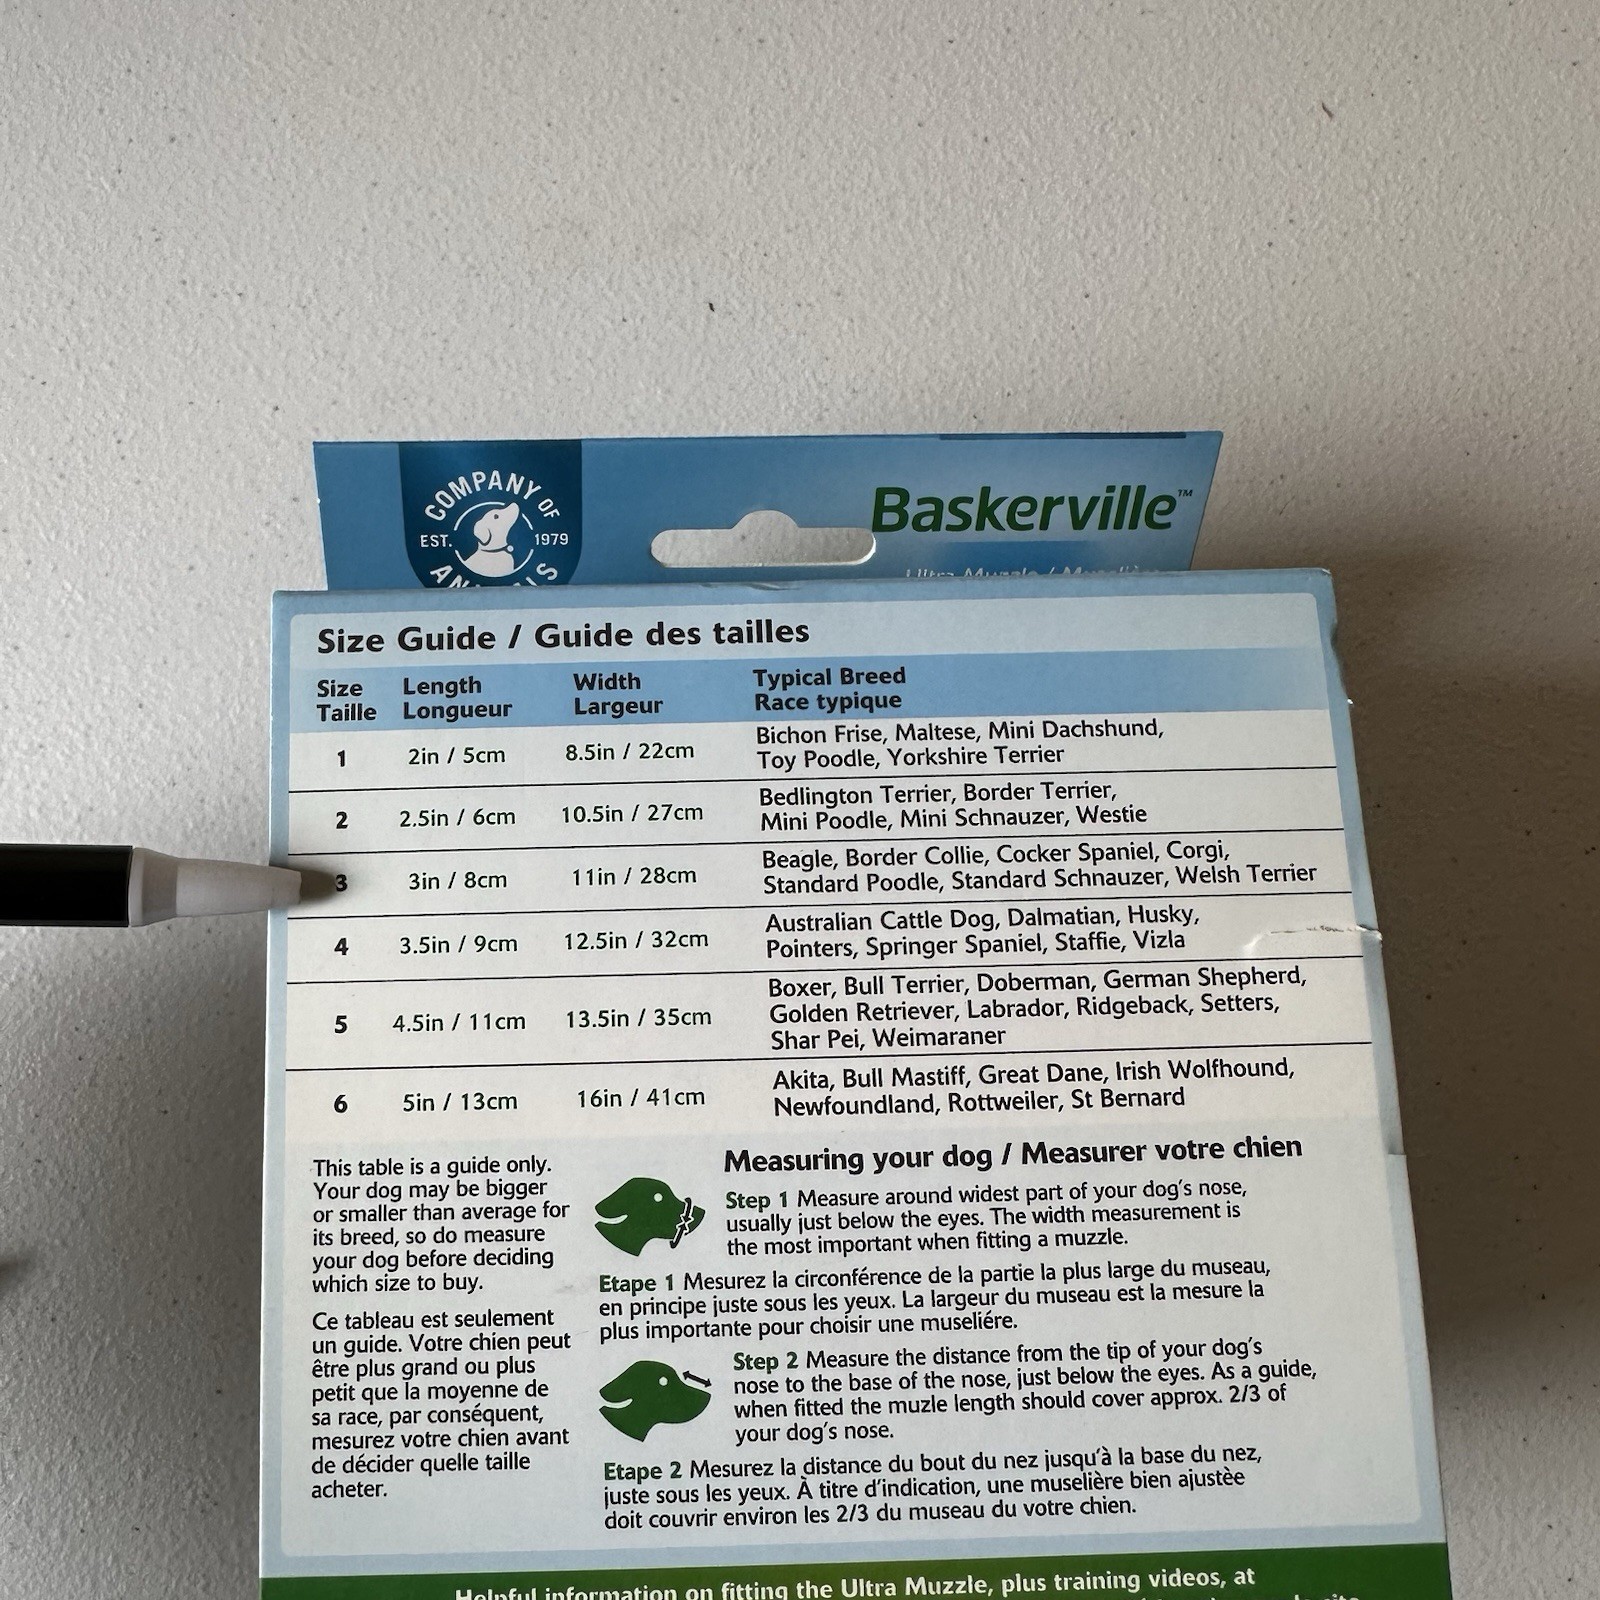 COMPANY OF
EST. 1979
Baskerville™
Size Guide / Guide des tailles
Size Length Width Typical Breed
Taille Longueur Largeur Race typique
1 2in / 5cm 8.5in / 22cm Bichon Frise, Maltese, Mini Dachshund,
Toy Poodle, Yorkshire Terrier
2 2.5in / 6cm 10.5in / 27cm Bedlington Terrier, Border Terrier,
Mini Poodle, Mini Schnauzer, Westie
3 3in / 8cm 11in / 28cm Beagle, Border Collie, Cocker Spaniel, Corgi,
Standard Poodle, Standard Schnauzer, Welsh Terrier
4 3.5in / 9cm 12.5in / 32cm Australian Cattle Dog, Dalmatian, Husky,
Pointers, Springer Spaniel, Staffie, Vizla
5 4.5in / 11cm 13.5in / 35cm Boxer, Bull Terrier, Doberman, German Shepherd,
Golden Retriever, Labrador, Ridgeback, Setters,
Shar Pei, Weimaraner
6 5in / 13cm 16in / 41cm Akita, Bull Mastiff, Great Dane, Irish Wolfhound,
Newfoundland, Rottweiler, St Bernard
This table is a guide only.
Your dog may be bigger
or smaller than average for
its breed, so do measure
your dog before deciding
which size to buy.
Ce tableau est seulement
un guide. Votre chien peut
être plus grand ou plus
petit que la moyenne de
sa race, par conséquent,
mesurez votre chien avant
de décider quelle taille
acheter.
Measuring your dog / Measurer votre chien
Step 1 Measure around widest part of your dog's nose,
usually just below the eyes. The width measurement is
the most important when fitting a muzzle.
Etape 1 Mesurez la circonférence de la partie la plus large du museau,
en principe juste sous les yeux. La largeur du museau est la mesure la
plus importante pour choisir une muselière.
Step 2 Measure the distance from the tip of your dog's
nose to the base of the nose, just below the eyes. As a guide,
when fitted the muzle length should cover approx. 2/3 of
your dog's nose.
Etape 2 Mesurez la distance du bout du nez jusqu'à la base du nez,
juste sous les yeux. À titre d'indication, une muselière bien ajustèe
doit couvrir environ les 2/3 du museau du votre chien.
Helpful information on fitting the Ultra Muzzle, plus training videos, at